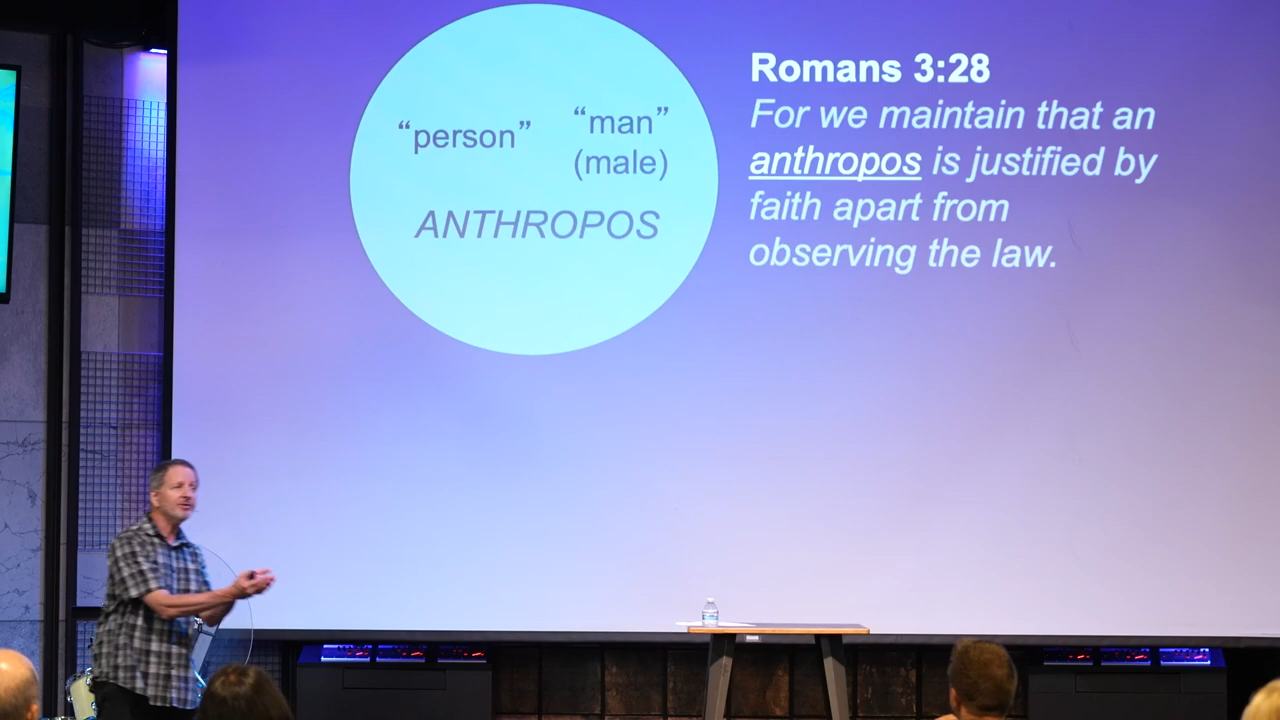 “person”
“man”
(male)
ANTHROPOS
Romans 3:28
For we maintain that an
anthropos is justified by
faith apart from
observing the law.